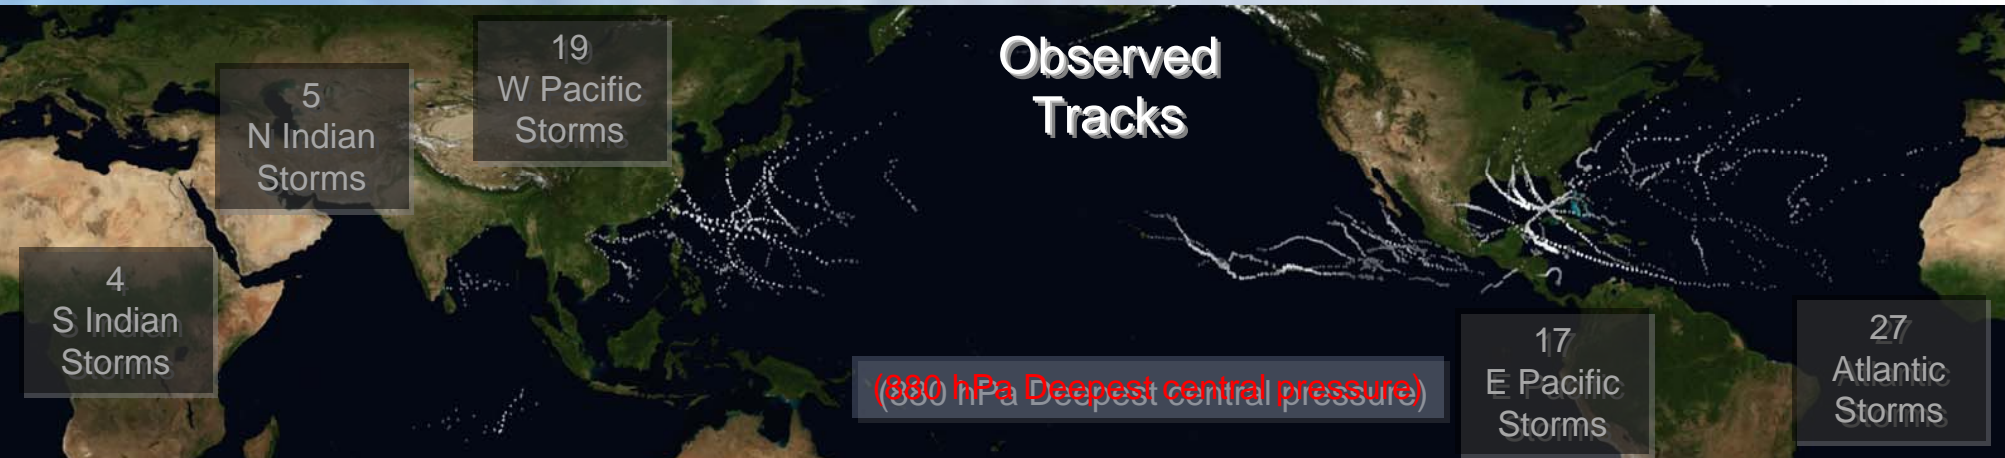 Observed
Tracks
19
W Pacific
Storms
5
N Indian
Storms
4
S Indian
Storms
(880 hPa Deepest central pressure)
17
E Pacific
Storms
27
Atlantic
Storms